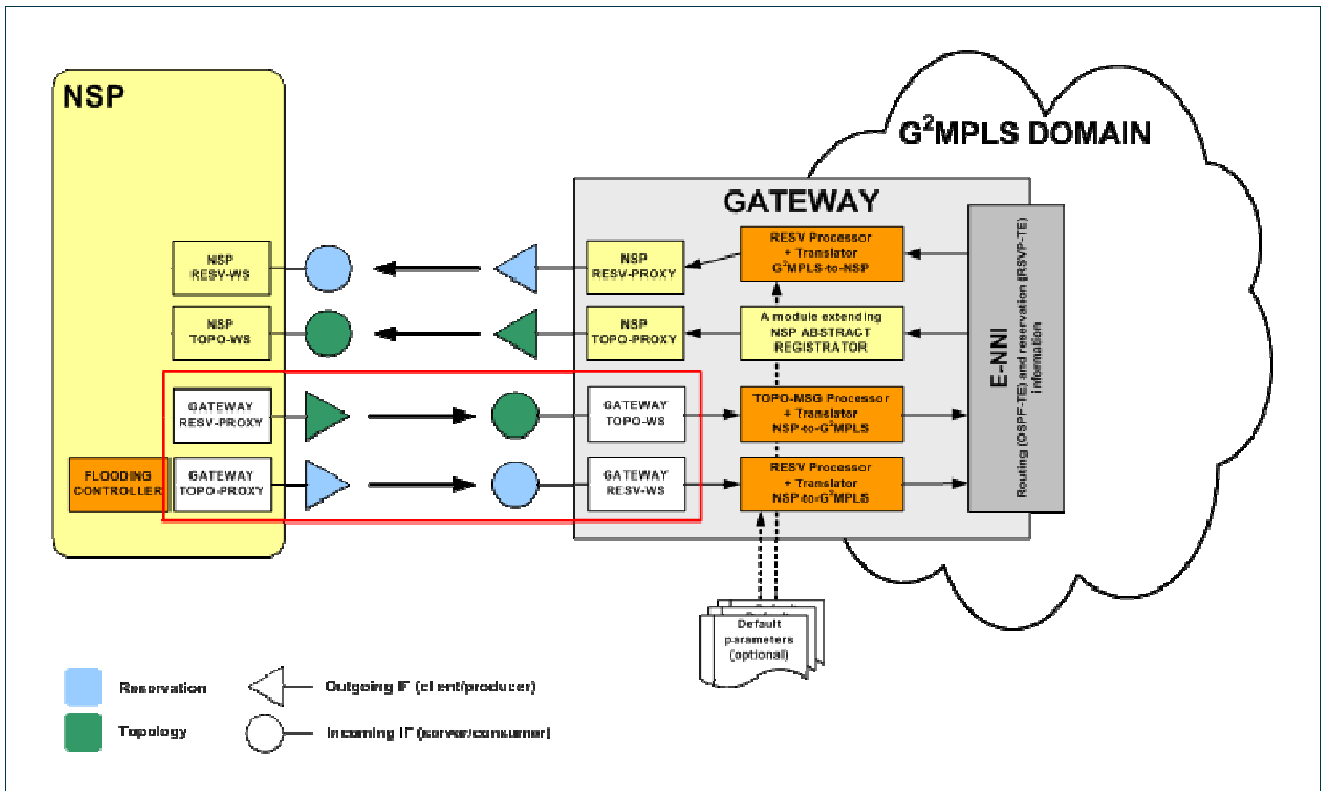 NSP
G²MPLS DOMAIN
GATEWAY
NSP
RESV-WS
NSP
RESV-PROXY
RESV Processor
+ Translator
G²MPLS-to-NSP
NSP
TOPO-WS
NSP
TOPO-PROXY
A module extending
NSP ABSTRACT
REGISTRATOR
GATEWAY
RESV-PROXY
GATEWAY
TOPO-WS
TOPO-MSG Processor
+ Translator
NSP-to-G²MPLS
FLOODING
CONTROLLER
GATEWAY
TOPO-PROXY
GATEWAY
RESV-WS
RESV Processor
+ Translator
NSP-to-G²MPLS
E-NNI
Routing (OSPF-TE) and reservation (RSVP-TE)
information
Default
parameters
(optional)
Reservation
Outgoing IF (client/producer)
Topology
Incoming IF (server/consumer)